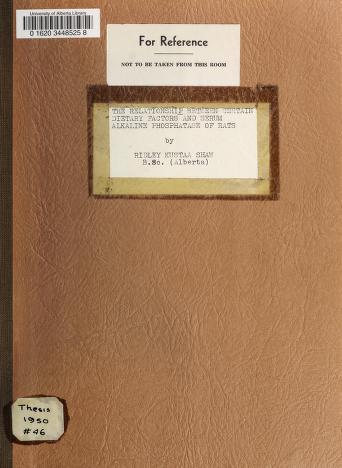 University of Alberta Library
0 1620 3448525 8
For Reference
NOT TO BE TAKEN FROM THIS ROOM
THE RELATIONSHIP BETWEEN CERTAIN
DIETARY FACTORS AND SERUM
ALKALINE PHOSPHATASE OF RATS
by
RIDLEY KUSTAA SHAW
B.Sc. (Alberta)
Thesis
1950
#46